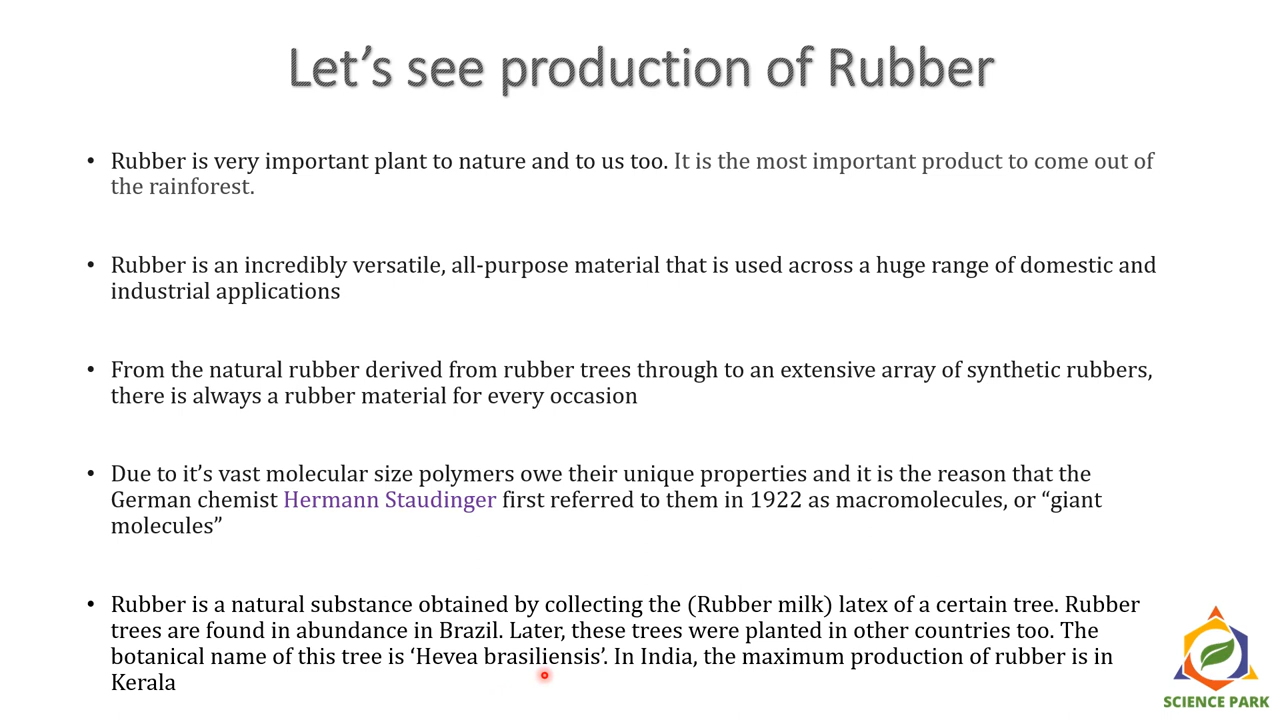 Let’s see production of Rubber
• Rubber is very important plant to nature and to us too. It is the most important product to come out of
the rainforest.
• Rubber is an incredibly versatile, all-purpose material that is used across a huge range of domestic and
industrial applications
• From the natural rubber derived from rubber trees through to an extensive array of synthetic rubbers,
there is always a rubber material for every occasion
• Due to it’s vast molecular size polymers owe their unique properties and it is the reason that the
German chemist Hermann Staudinger first referred to them in 1922 as macromolecules, or “giant
molecules”
• Rubber is a natural substance obtained by collecting the (Rubber milk) latex of a certain tree. Rubber
trees are found in abundance in Brazil. Later, these trees were planted in other countries too. The
botanical name of this tree is ‘Hevea brasiliensis’. In India, the maximum production of rubber is in
Kerala
SCIENCE PARK